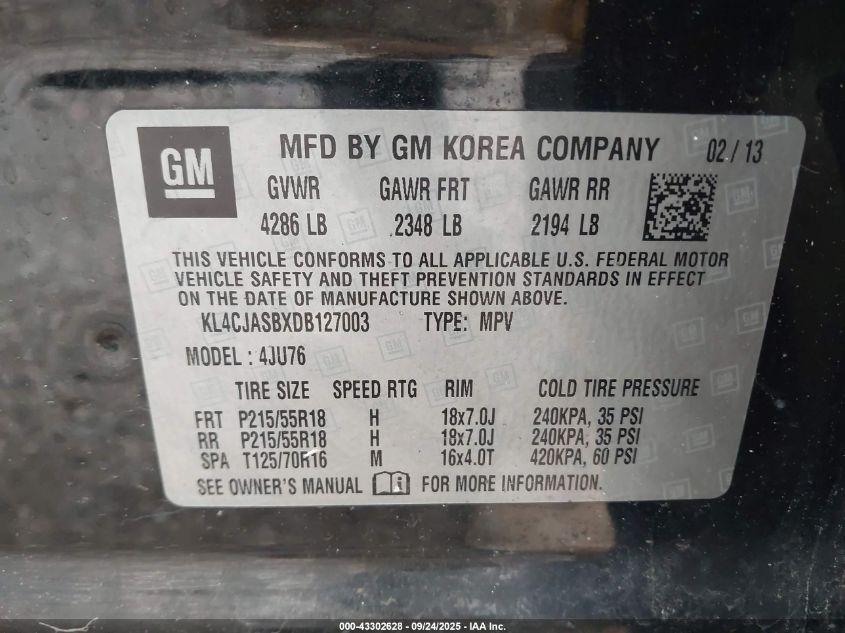 GM
MFD BY GM KOREA COMPANY 02 / 13
GVWR GAWR FRT GAWR RR
4286 LB 2348 LB 2194 LB
THIS VEHICLE CONFORMS TO ALL APPLICABLE U.S. FEDERAL MOTOR
VEHICLE SAFETY AND THEFT PREVENTION STANDARDS IN EFFECT
ON THE DATE OF MANUFACTURE SHOWN ABOVE.
KL4CJASBXDB127003 TYPE: MPV
MODEL : 4JU76
TIRE SIZE SPEED RTG RIM COLD TIRE PRESSURE
FRT P215/55R18 H 18x7.0J 240KPA, 35 PSI
RR P215/55R18 H 18x7.0J 240KPA, 35 PSI
SPA T125/70R16 M 16x4.0T 420KPA, 60 PSI
SEE OWNER'S MANUAL i FOR MORE INFORMATION.
000-43302628 - 09/24/2025 - IAA Inc.